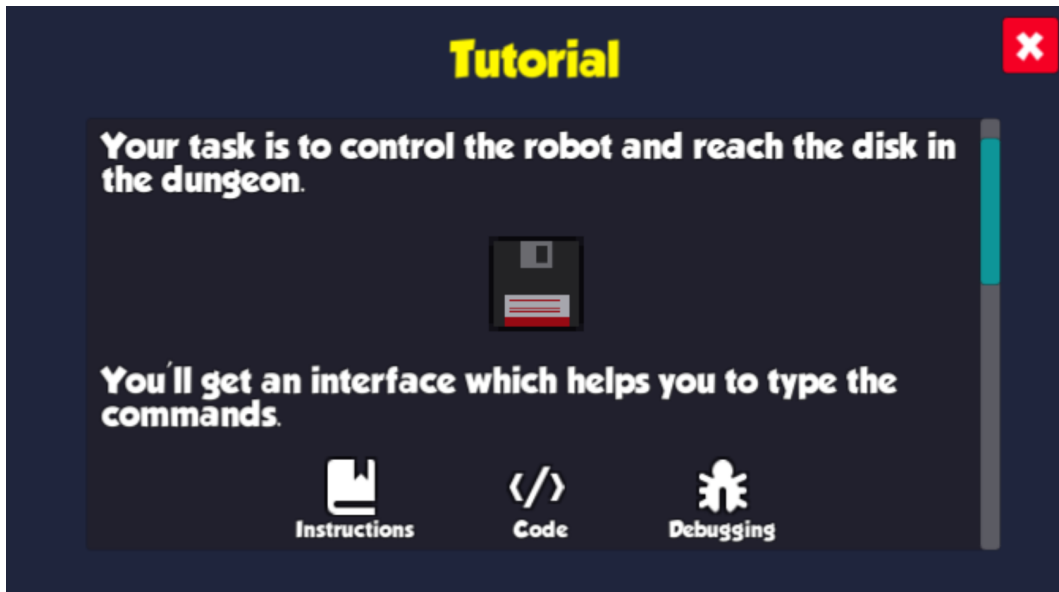 Tutorial
Your task is to control the robot and reach the disk in
the dungeon.
You'll get an interface which helps you to type the
commands.
Instructions
Code
Debugging